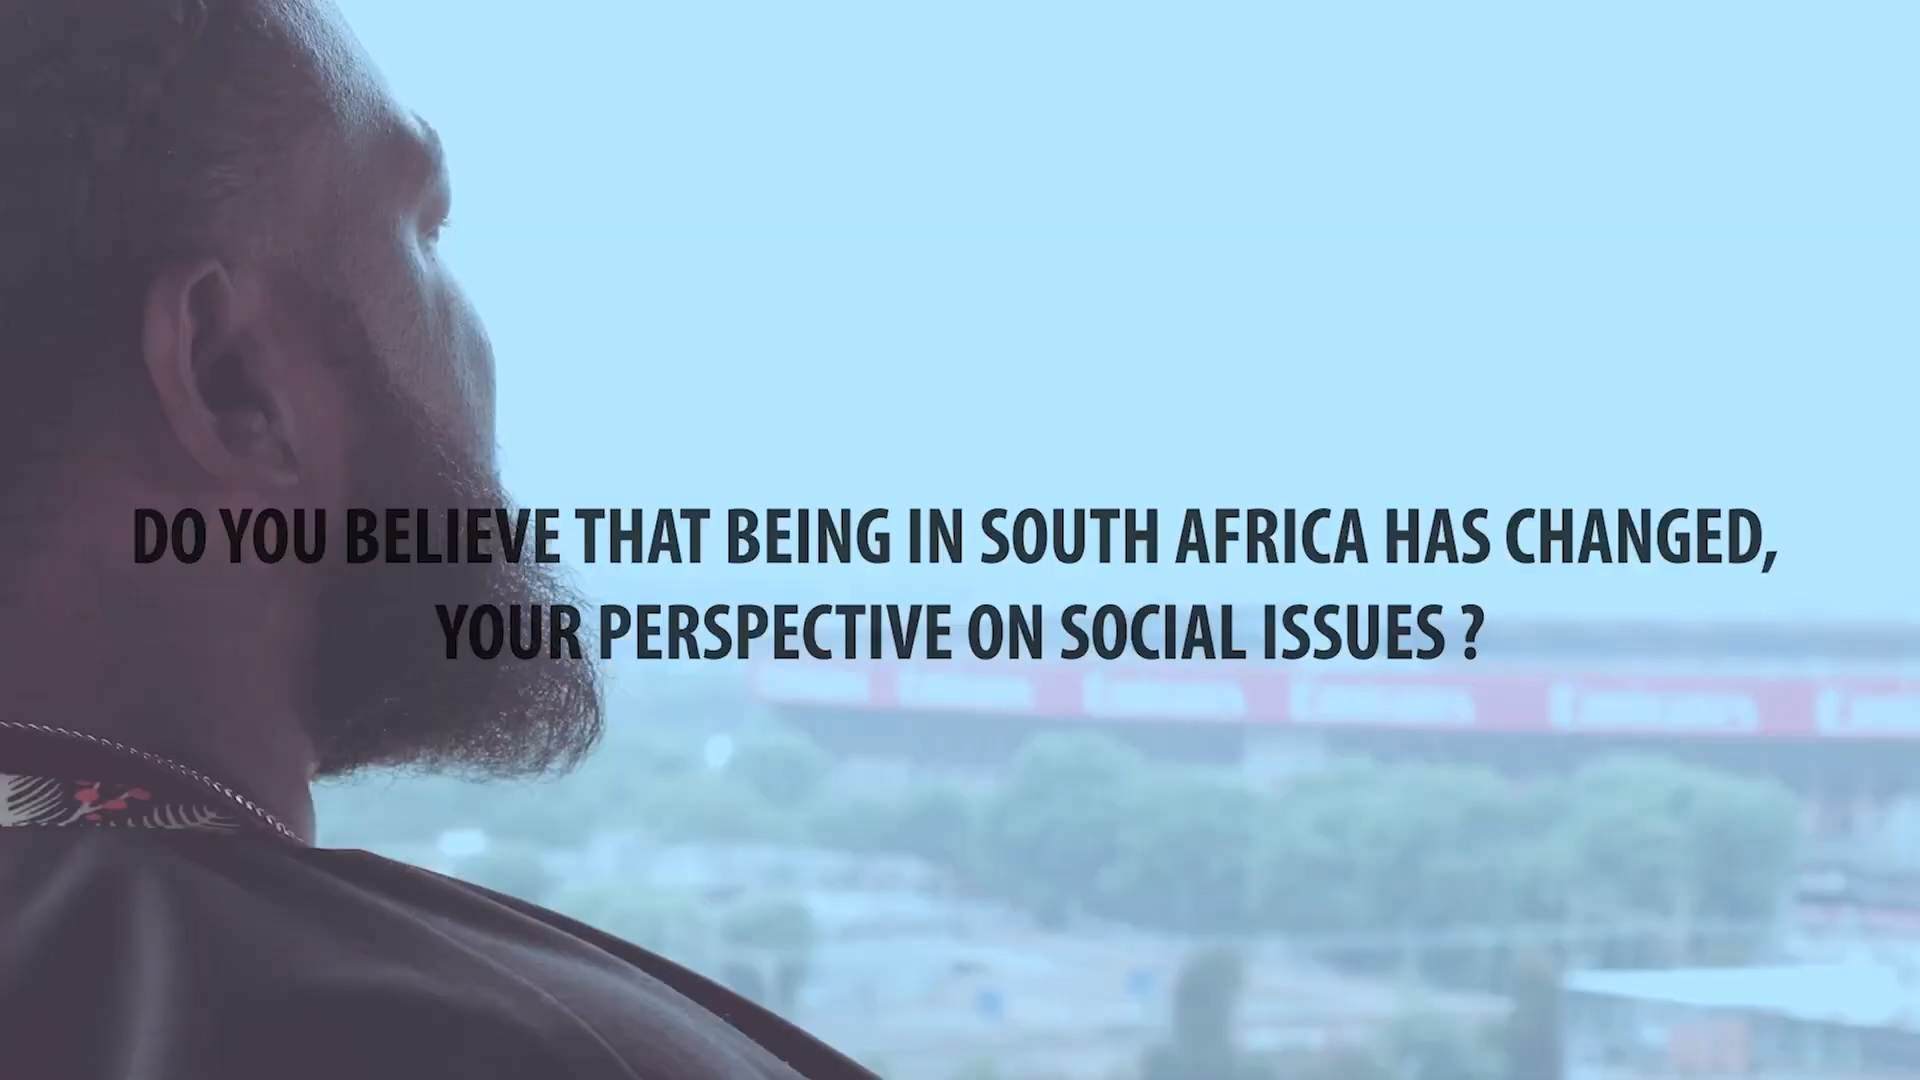 DO YOU BELIEVE THAT BEING IN SOUTH AFRICA HAS CHANGED,
YOUR PERSPECTIVE ON SOCIAL ISSUES ?